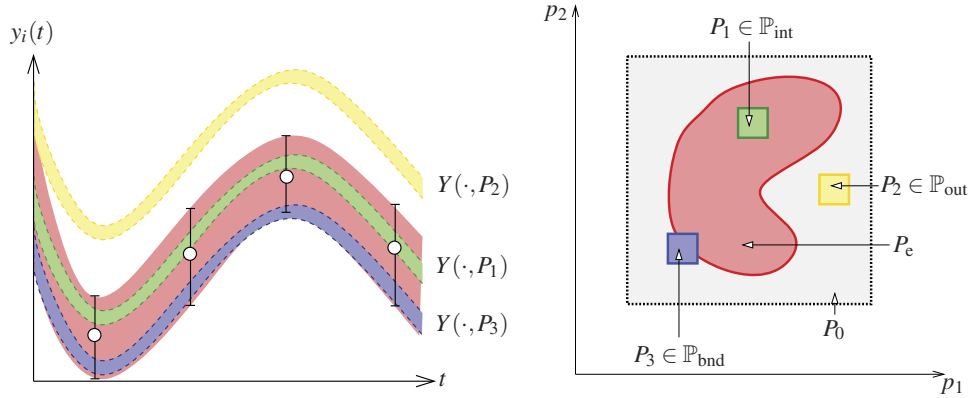 y_i(t)
Y(·, P_2)
Y(·, P_1)
Y(·, P_3)
t
p_2
P_1 ∈ ℙ_int
P_2 ∈ ℙ_out
P_e
P_0
P_3 ∈ ℙ_bnd
p_1